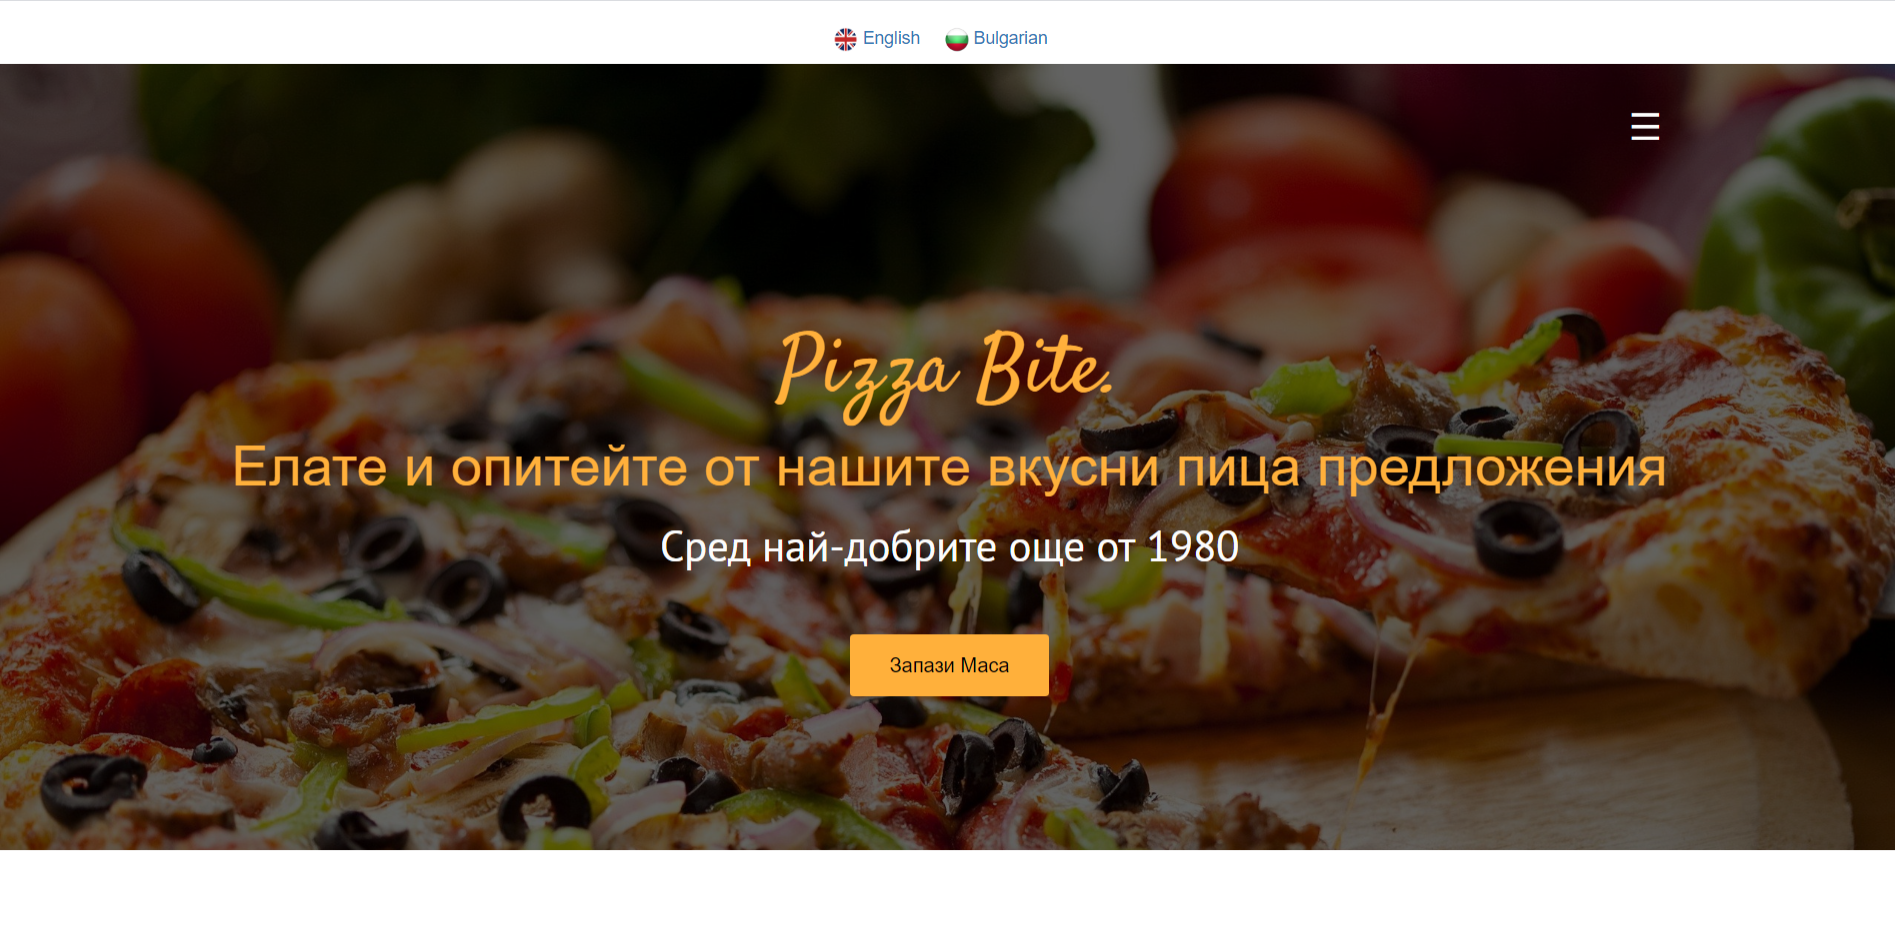 English Bulgarian
Pizza Bite.
Елате и опитейте от нашите вкусни пица предложения
Сред най-добрите още от 1980
Запази Маса